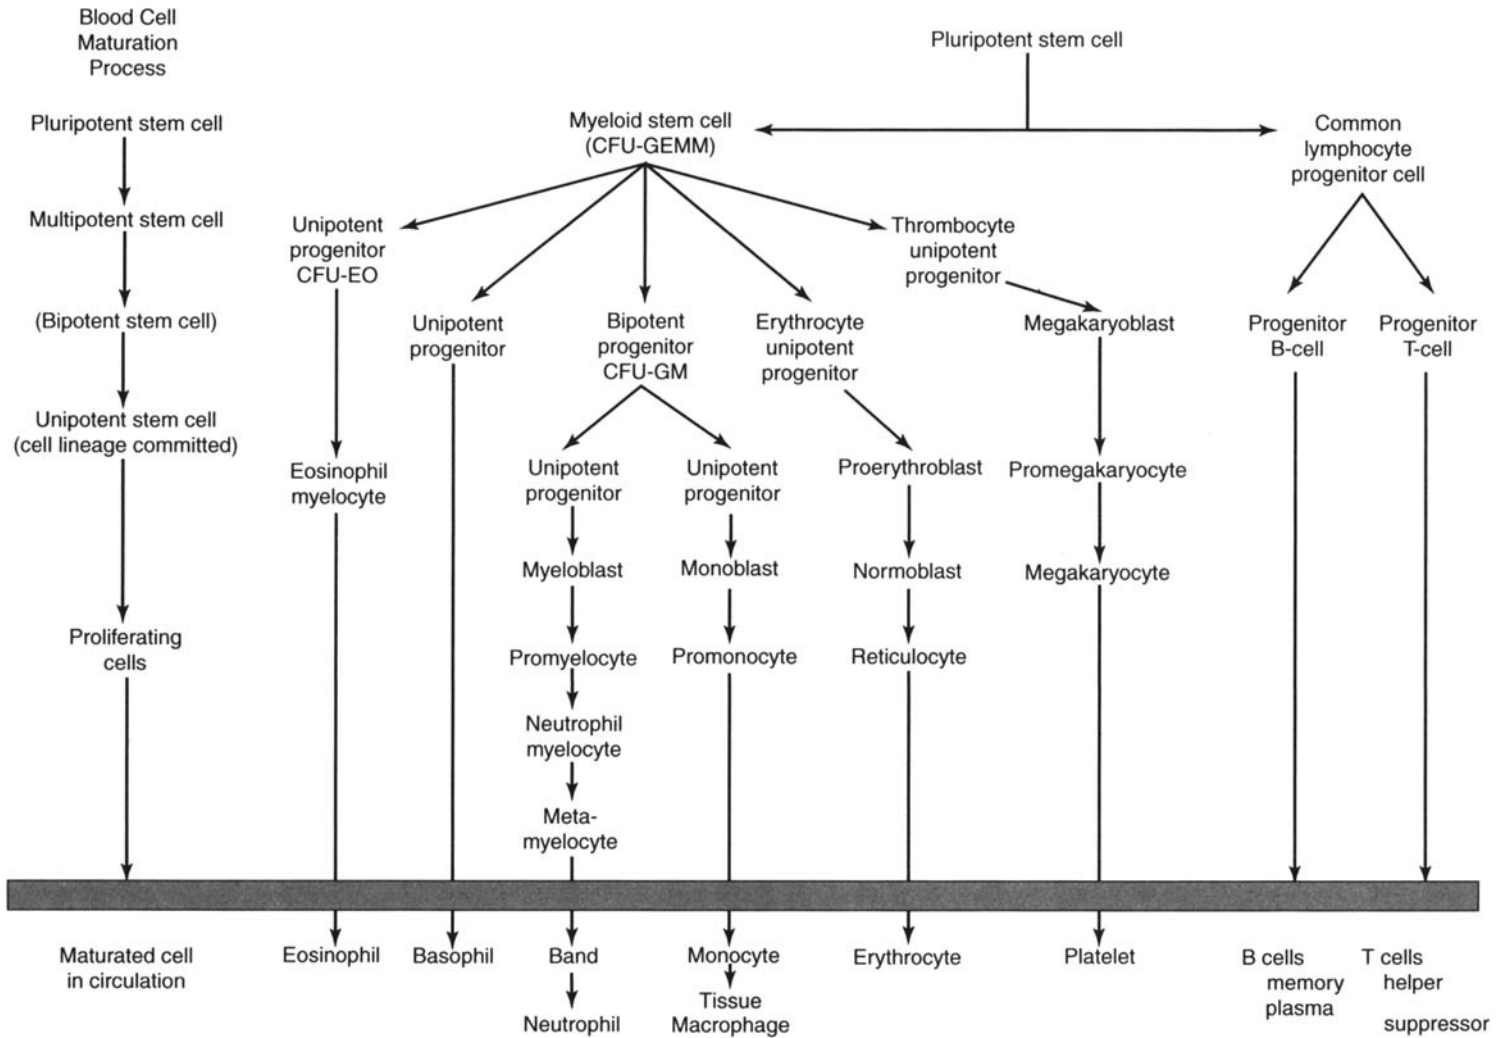 Blood Cell
Maturation
Process
Pluripotent stem cell
Multipotent stem cell
(Bipotent stem cell)
Unipotent stem cell
(cell lineage committed)
Proliferating
cells
Maturated cell
in circulation
Pluripotent stem cell
Myeloid stem cell
(CFU-GEMM)
Common
lymphocyte
progenitor cell
Unipotent
progenitor
CFU-EO
Thrombocyte
unipotent
progenitor
Unipotent
progenitor
Bipotent
progenitor
CFU-GM
Erythrocyte
unipotent
progenitor
Megakaryoblast
Progenitor
B-cell
Progenitor
T-cell
Eosinophil
myelocyte
Unipotent
progenitor
Unipotent
progenitor
Proerythroblast
Promegakaryocyte
Myeloblast
Monoblast
Normoblast
Megakaryocyte
Promyelocyte
Promonocyte
Reticulocyte
Neutrophil
myelocyte
Meta-
myelocyte
Eosinophil
Basophil
Band
Neutrophil
Monocyte
Tissue
Macrophage
Erythrocyte
Platelet
B cells
memory
plasma
T cells
helper
suppressor